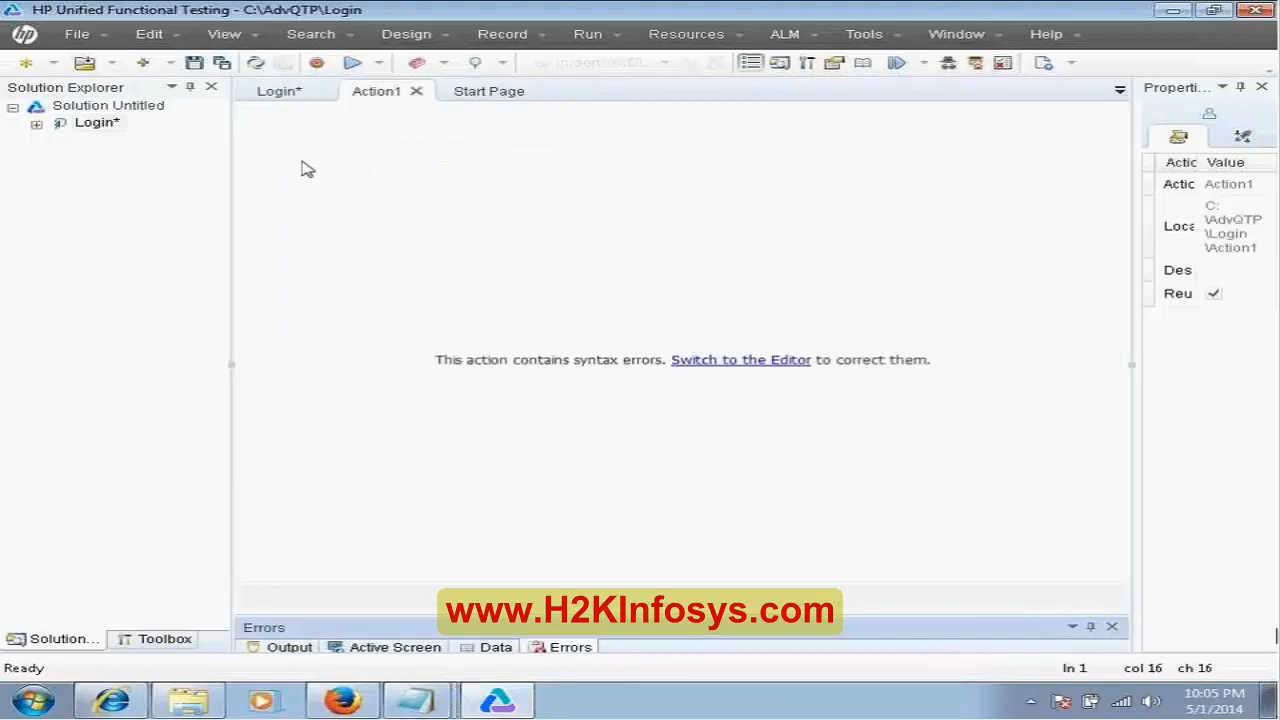 HP Unified Functional Testing - C:\AdvQTP\Login
hp File Edit View Search Design Record Run Resources ALM Tools Window Help
Solution Explorer
Login* Action1 Start Page
Properti...
Solution Untitled
Login*
Actic Value
Actic Action1
C:
\AdvQTP
Loca \Login
\Action1
Des
Reu
This action contains syntax errors. Switch to the Editor to correct them.
www.H2KInfosys.com
Errors
Solution... Toolbox Output Active Screen Data Errors
Ready ln 1 col 16 ch 16
10:05 PM
5/1/2014